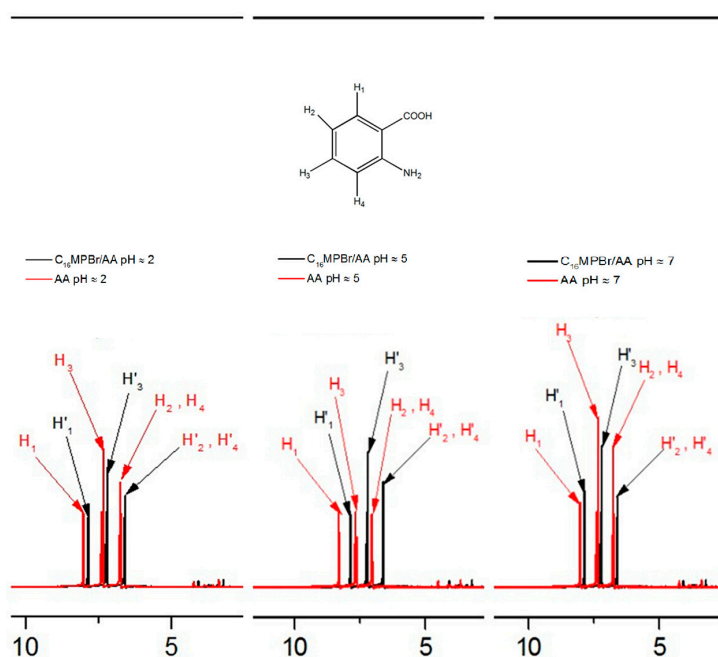 H₁
H₂
COOH
H₃
NH₂
H₄
C₁₆MPBr/AA pH ≈ 2
AA pH ≈ 2
C₁₆MPBr/AA pH ≈ 5
AA pH ≈ 5
C₁₆MPBr/AA pH ≈ 7
AA pH ≈ 7
H₃
H'₃
H₂ , H₄
H'₁
H₁
H'₂ , H'₄
10
5
H'₃
H₃
H₂ , H₄
H'₁
H'₂ , H'₄
H₁
10
5
H₃
H'₃
H₂ , H₄
H'₁
H₁
H'₂ , H'₄
10
5